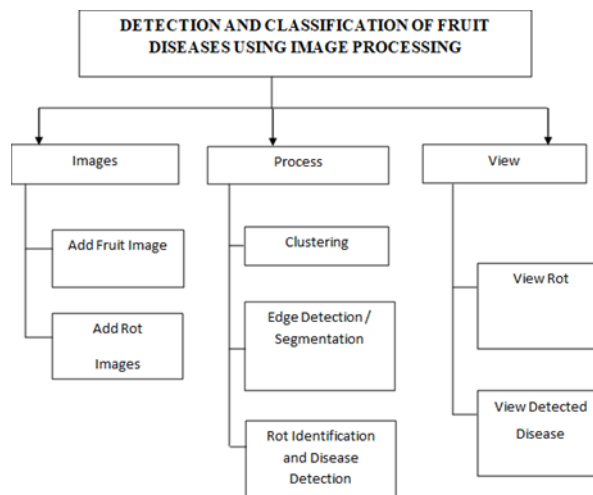 DETECTION AND CLASSIFICATION OF FRUIT
DISEASES USING IMAGE PROCESSING
Images
Process
View
Add Fruit Image
Add Rot
Images
Clustering
Edge Detection /
Segmentation
Rot Identification
and Disease
Detection
View Rot
View Detected
Disease